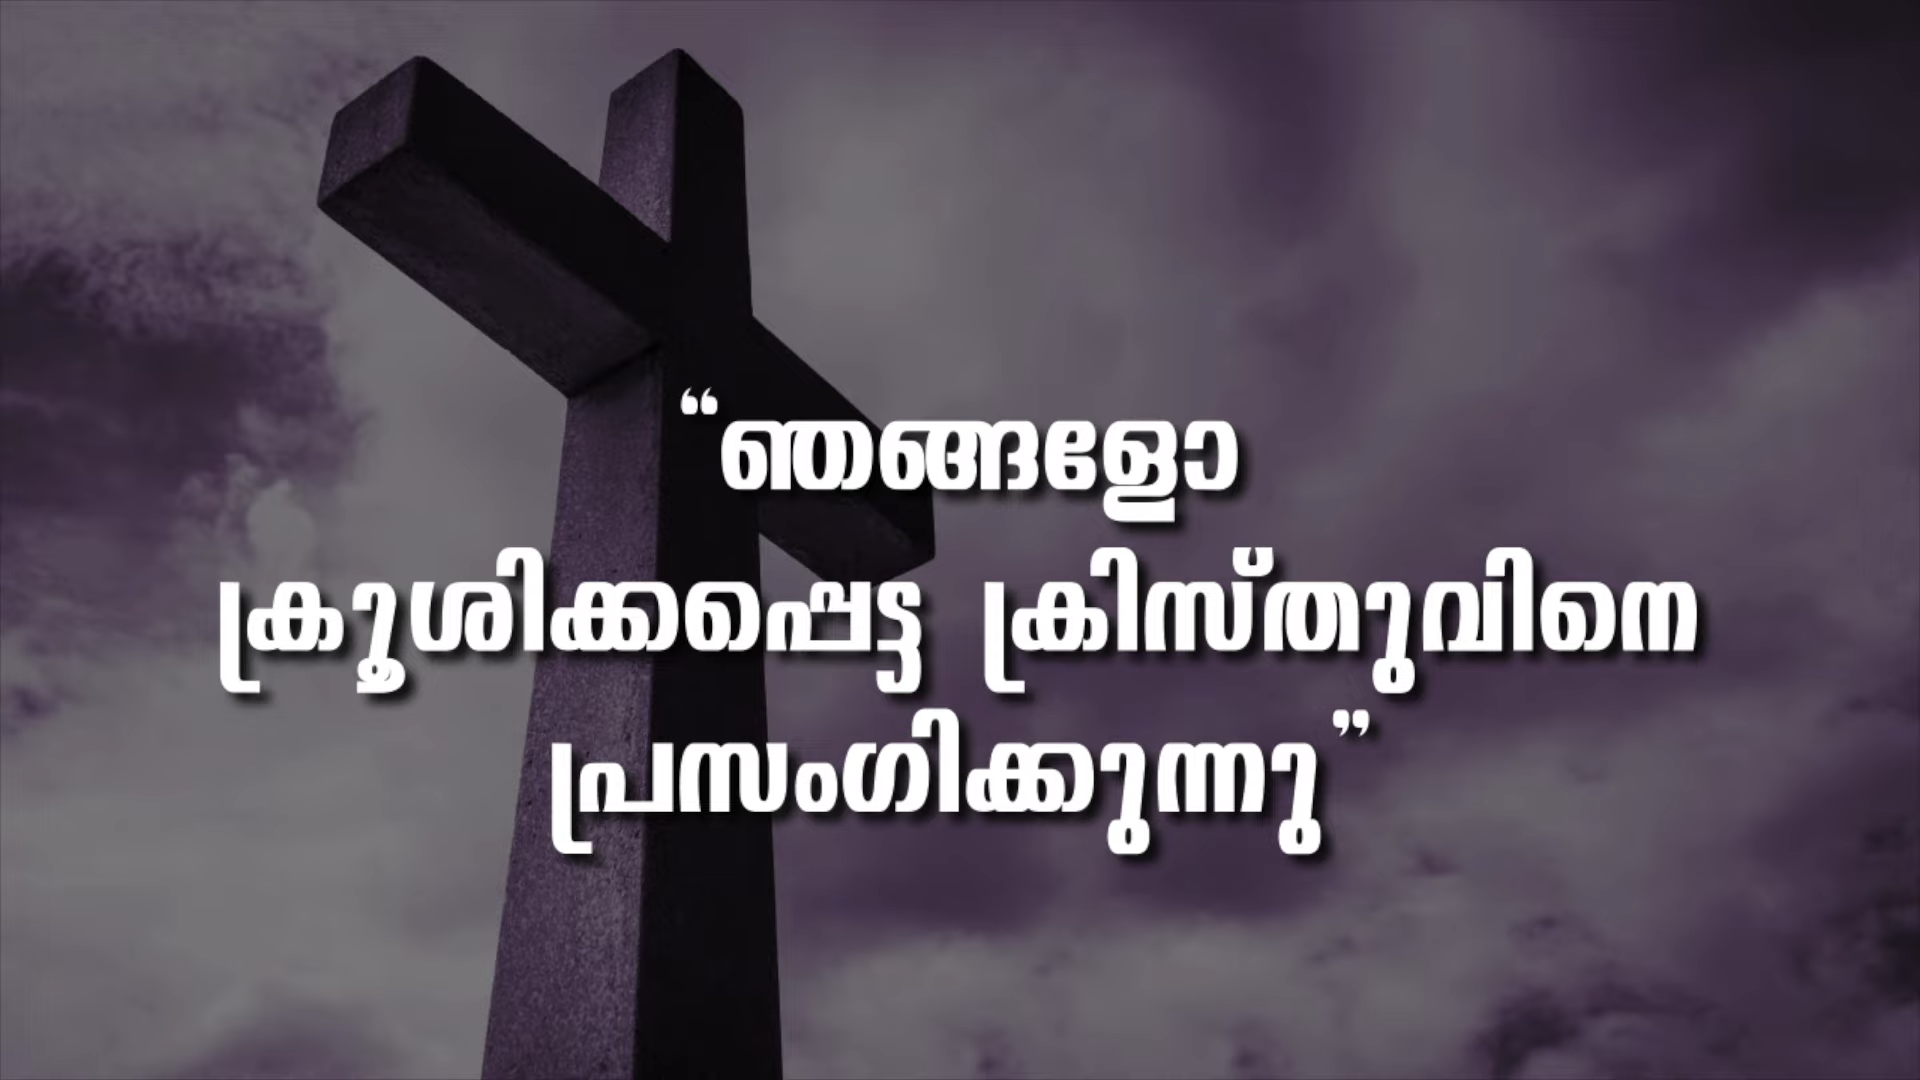 “ഞങ്ങളോ
ക്രൂശിക്കപ്പെട്ട ക്രിസ്തുവിനെ
പ്രസംഗിക്കുന്നു”